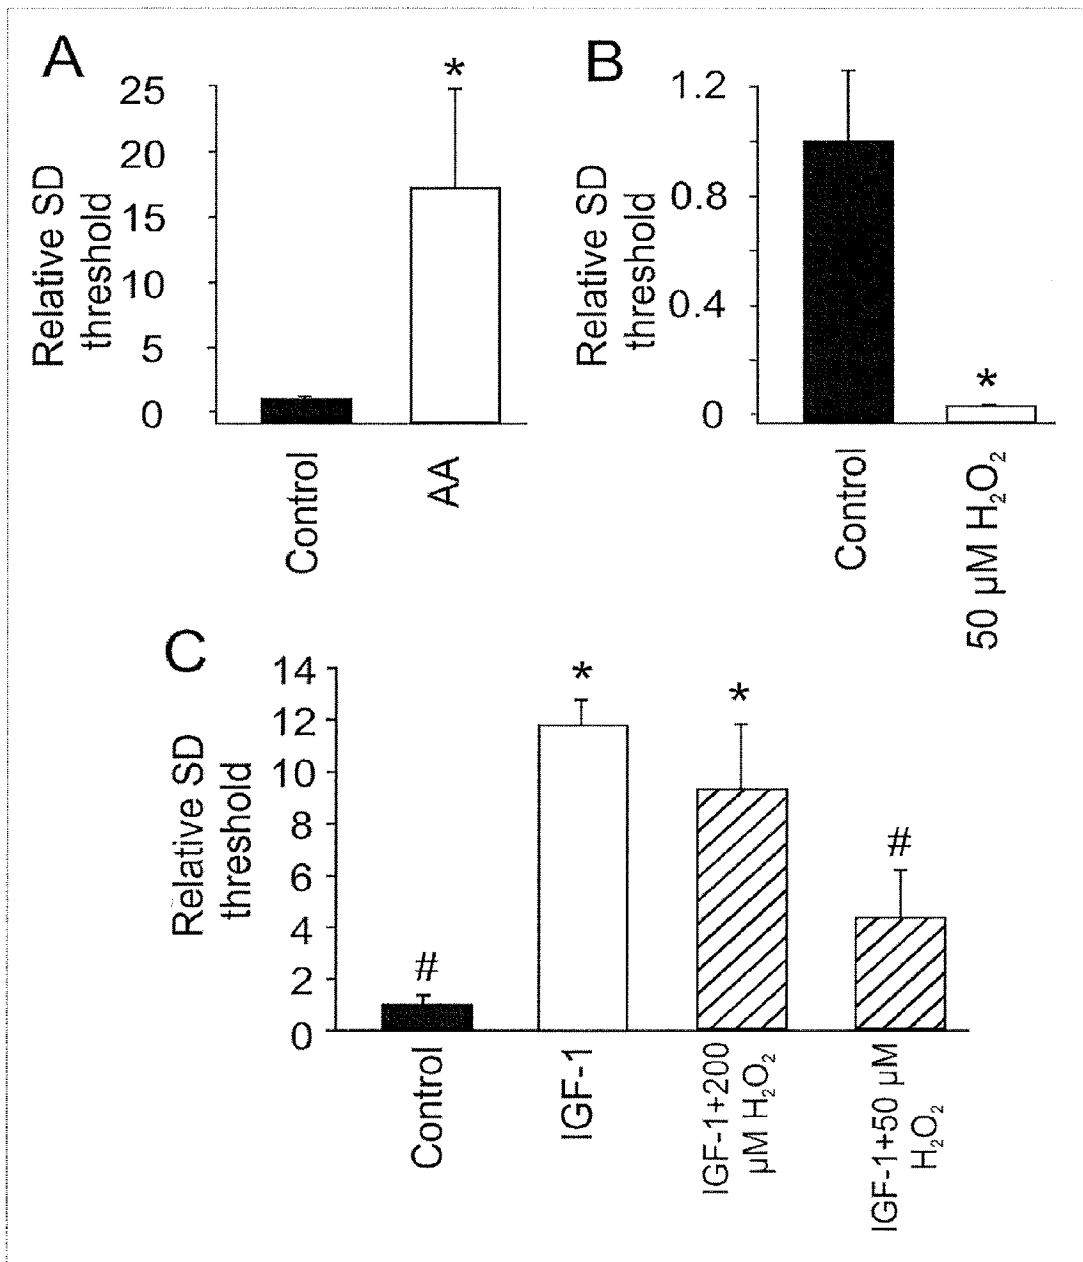 A
*
25
20
15
10
5
0
Relative SD
threshold
Control
AA
B
1.2
0.8
0.4
0
Relative SD
threshold
*
Control
50 µM H₂O₂
C
14
12
10
8
6
4
2
0
Relative SD
threshold
#
*
*
#
Control
IGF-1
IGF-1+200
µM H₂O₂
IGF-1+50 µM
H₂O₂